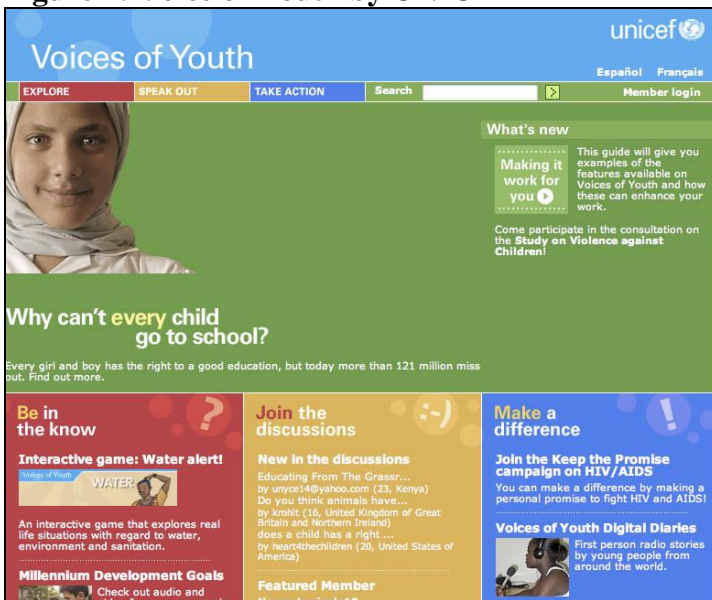 unicef
Voices of Youth
Español Français
EXPLORE SPEAK OUT TAKE ACTION Search Member login
What's new
Making it
work for
you
This guide will give you
examples of the
features available on
Voices of Youth and how
these can enhance your
work.
Come participate in the consultation on
the Study on Violence against
Children!
Why can't every child
go to school?
Every girl and boy has the right to a good education, but today more than 121 million miss
out. Find out more.
Be in
the know
?
Interactive game: Water alert!
Voices of Youth
WATER
An interactive game that explores real
life situations with regard to water,
environment and sanitation.
Millennium Development Goals
Check out audio and
Join the
discussions
:-)
New in the discussions
Educating From The Grassr...
by unyce14@yahoo.com (23, Kenya)
Do you think animals have...
by krohit (16, United Kingdom of Great
Britain and Northern Ireland)
does a child has a right ...
by heart4thechildren (20, United States of
America)
Featured Member
Make a
difference
!
Join the Keep the Promise
campaign on HIV/AIDS
You can make a difference by making a
personal promise to fight HIV and AIDS!
Voices of Youth Digital Diaries
First person radio stories
by young people from
around the world.